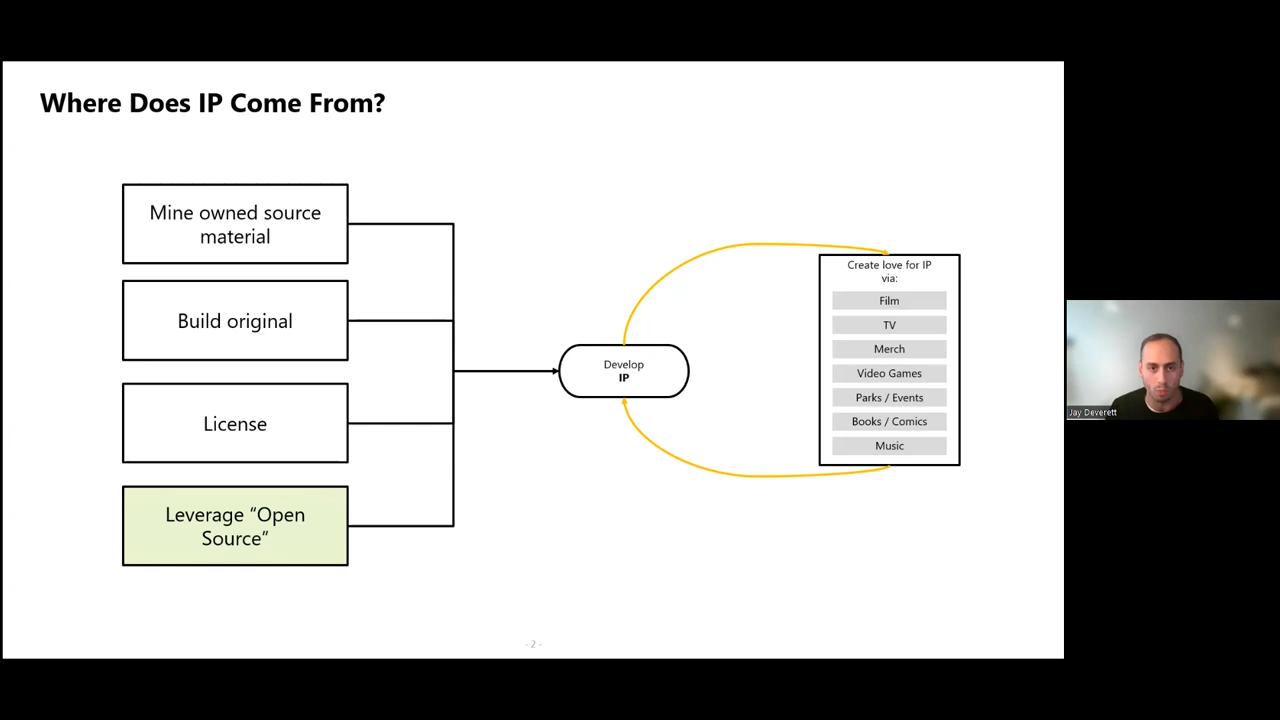 Where Does IP Come From?
Mine owned source
material
Build original
License
Leverage “Open
Source”
Develop
IP
Create love for IP
via:
Film
TV
Merch
Video Games
Parks / Events
Books / Comics
Music
Jay Deverett
- 2 -